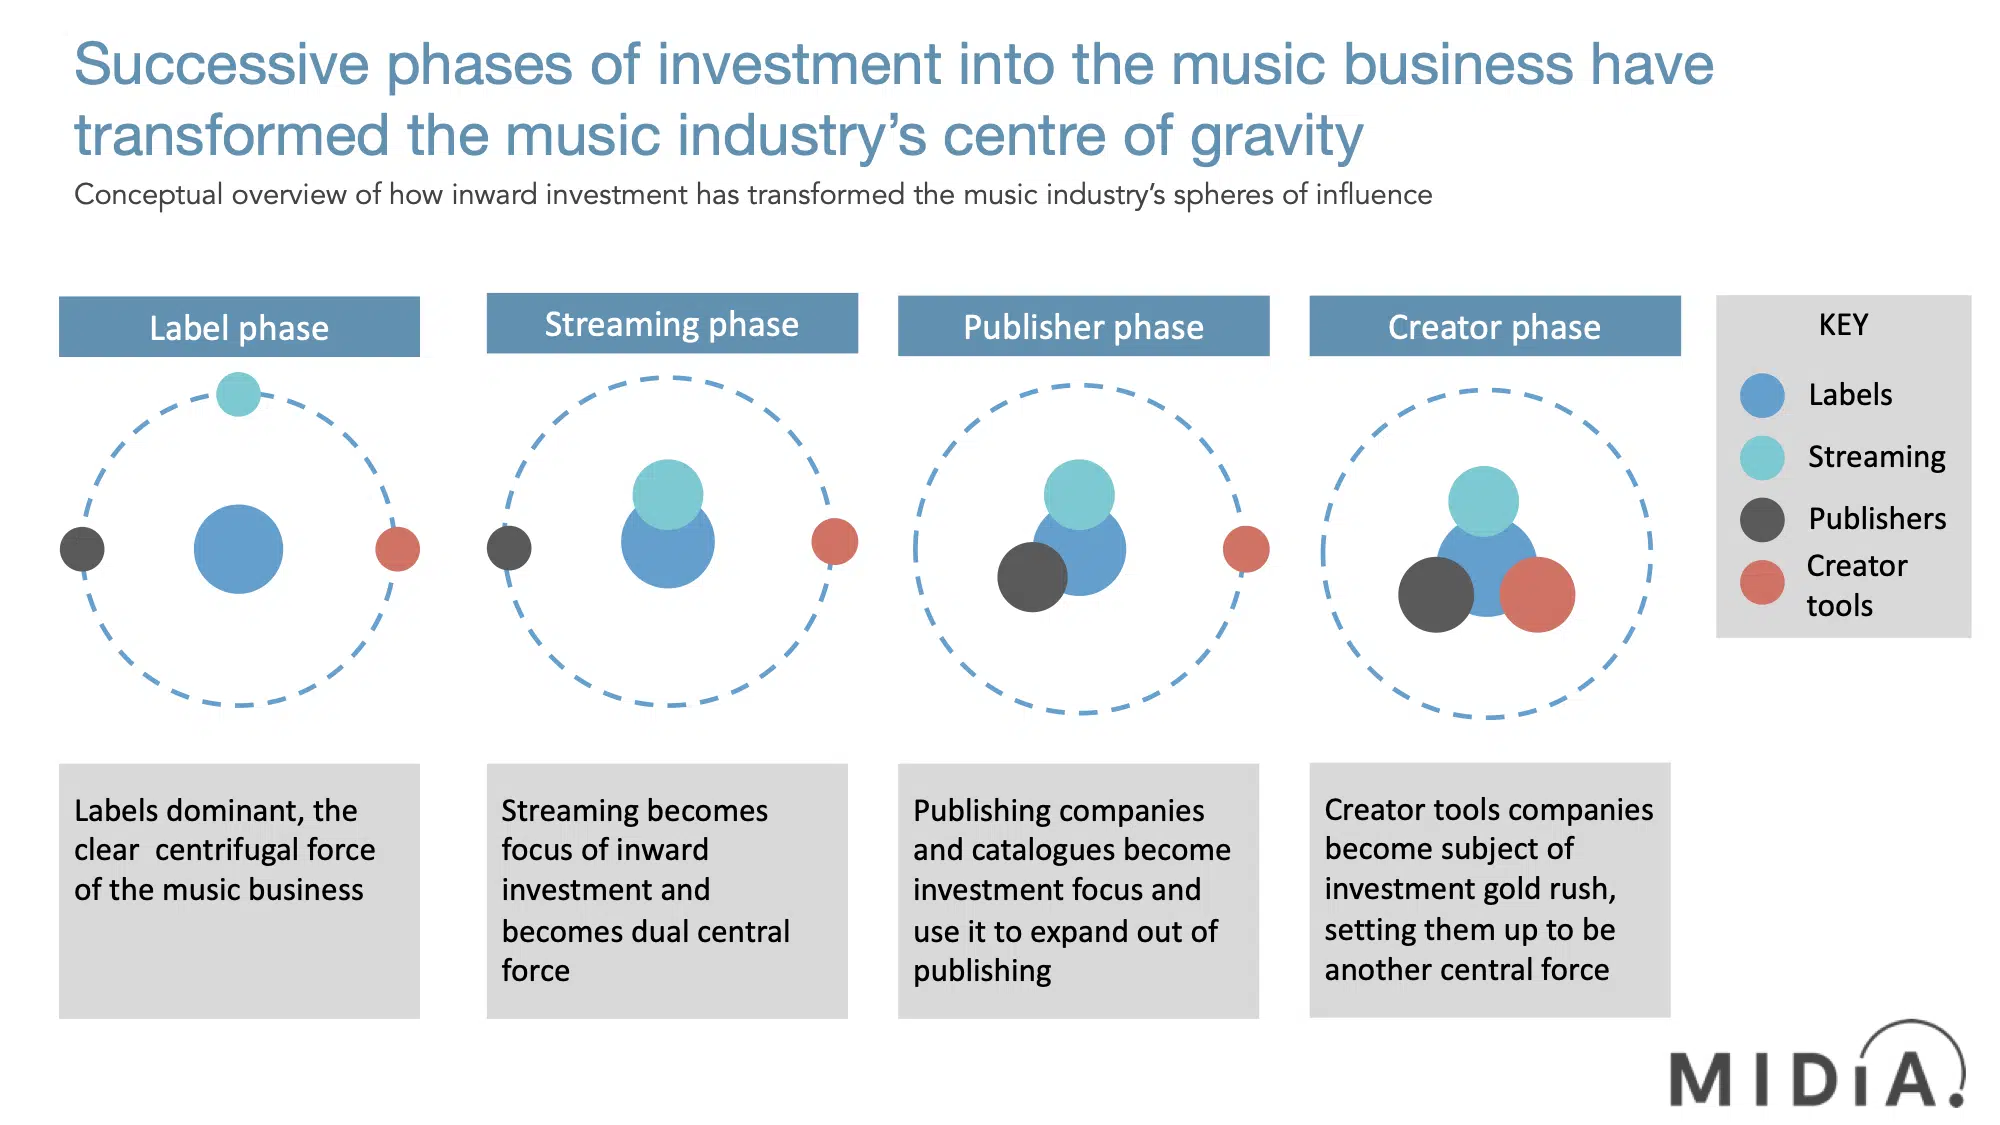 Successive phases of investment into the music business have
transformed the music industry’s centre of gravity
Conceptual overview of how inward investment has transformed the music industry’s spheres of influence
Label phase
Streaming phase
Publisher phase
Creator phase
KEY
Labels
Streaming
Publishers
Creator
tools
Labels dominant, the
clear  centrifugal force
of the music business
Streaming becomes
focus of inward
investment and
becomes dual central
force
Publishing companies
and catalogues become
investment focus and
use it to expand out of
publishing
Creator tools companies
become subject of
investment gold rush,
setting them up to be
another central force
MIDiA.